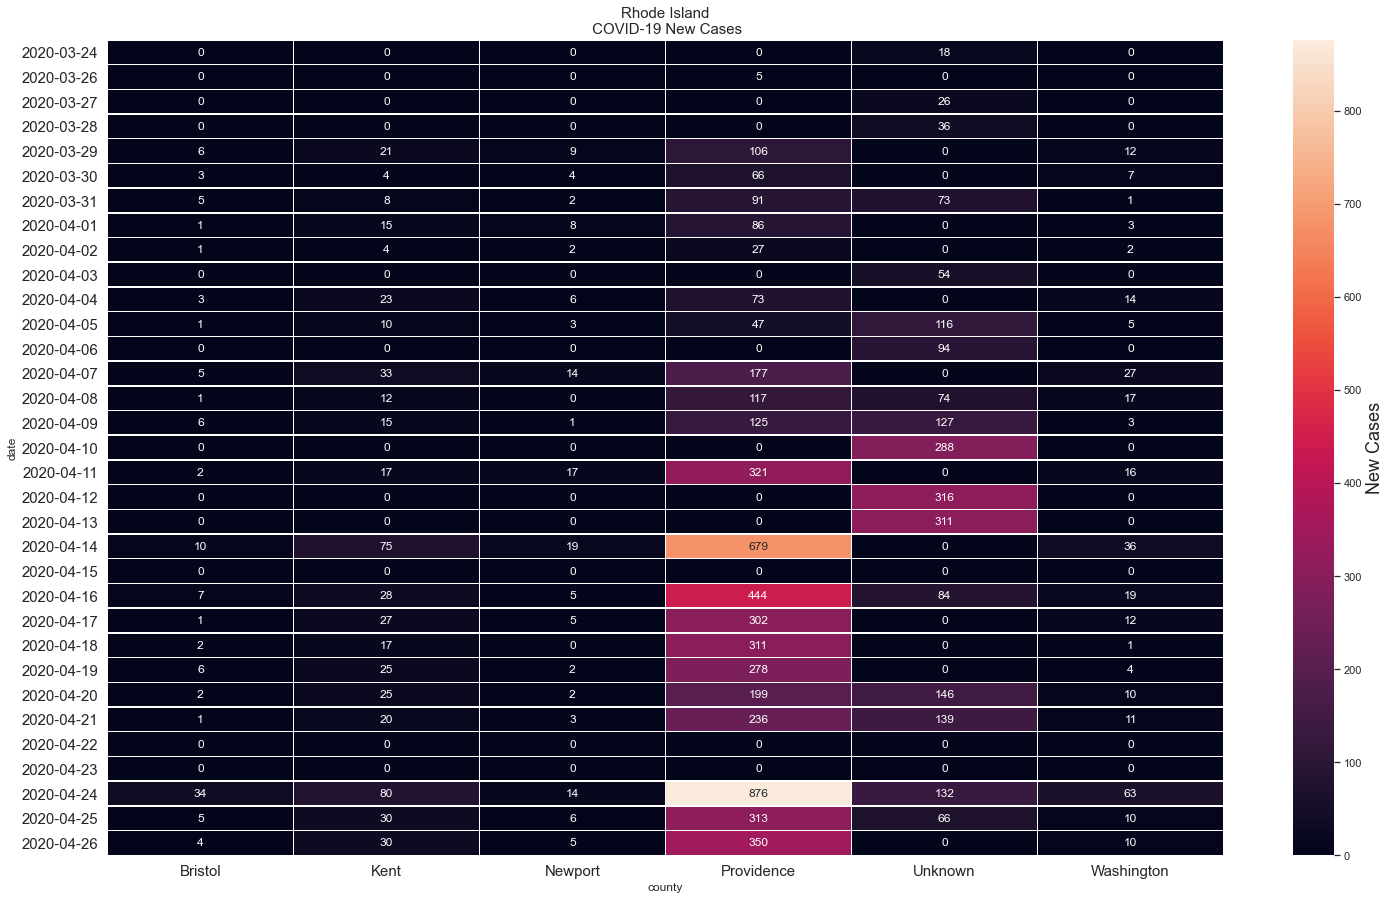 Rhode Island
COVID-19 New Cases
2020-03-24 0 0 0 0 18 0
2020-03-26 0 0 0 5 0 0
2020-03-27 0 0 0 0 26 0
2020-03-28 0 0 0 0 36 0
2020-03-29 6 21 9 106 0 12
2020-03-30 3 4 4 66 0 7
2020-03-31 5 8 2 91 73 1
2020-04-01 1 15 8 86 0 3
2020-04-02 1 4 2 27 0 2
2020-04-03 0 0 0 0 54 0
2020-04-04 3 23 6 73 0 14
2020-04-05 1 10 3 47 116 5
2020-04-06 0 0 0 0 94 0
2020-04-07 5 33 14 177 0 27
2020-04-08 1 12 0 117 74 17
2020-04-09 6 15 1 125 127 3
2020-04-10 0 0 0 0 288 0
2020-04-11 2 17 17 321 0 16
2020-04-12 0 0 0 0 316 0
2020-04-13 0 0 0 0 311 0
2020-04-14 10 75 19 679 0 36
2020-04-15 0 0 0 0 0 0
2020-04-16 7 28 5 444 84 19
2020-04-17 1 27 5 302 0 12
2020-04-18 2 17 0 311 0 1
2020-04-19 6 25 2 278 0 4
2020-04-20 2 25 2 199 146 10
2020-04-21 1 20 3 236 139 11
2020-04-22 0 0 0 0 0 0
2020-04-23 0 0 0 0 0 0
2020-04-24 34 80 14 876 132 63
2020-04-25 5 30 6 313 66 10
2020-04-26 4 30 5 350 0 10
Bristol Kent Newport Providence Unknown Washington
county
date
800
700
600
500
400
300
200
100
0
New Cases